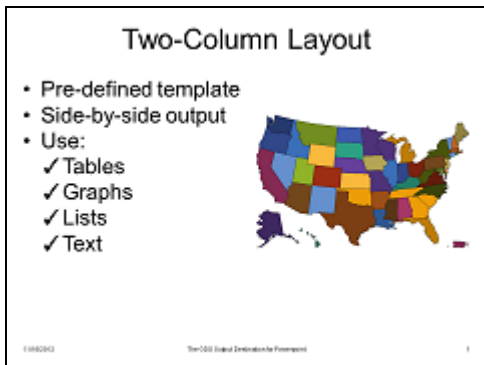 Two-Column Layout
• Pre-defined template
• Side-by-side output
• Use:
✓Tables
✓Graphs
✓Lists
✓Text
The ODS Output Destination for Powerpoint
1